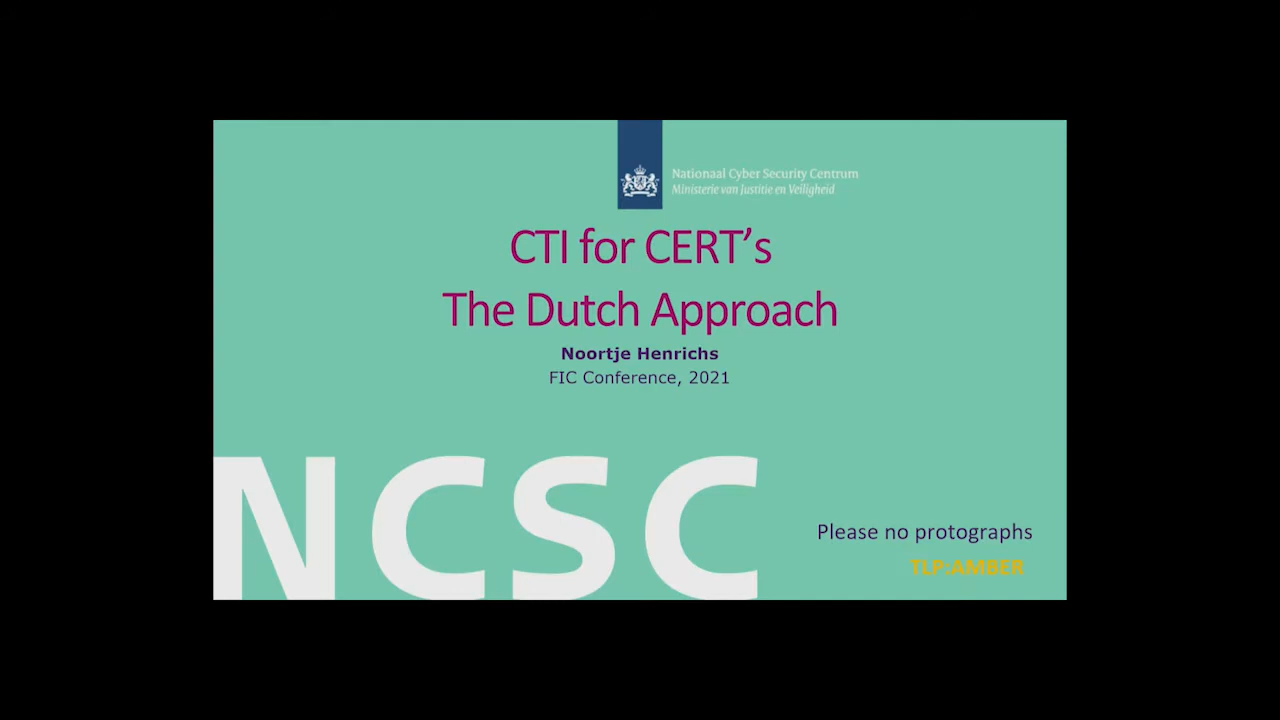 Nationaal Cyber Security Centrum
Ministerie van Justitie en Veiligheid
CTI for CERT’s
The Dutch Approach
Noortje Henrichs
FIC Conference, 2021
NCSC
Please no protographs
TLP:AMBER